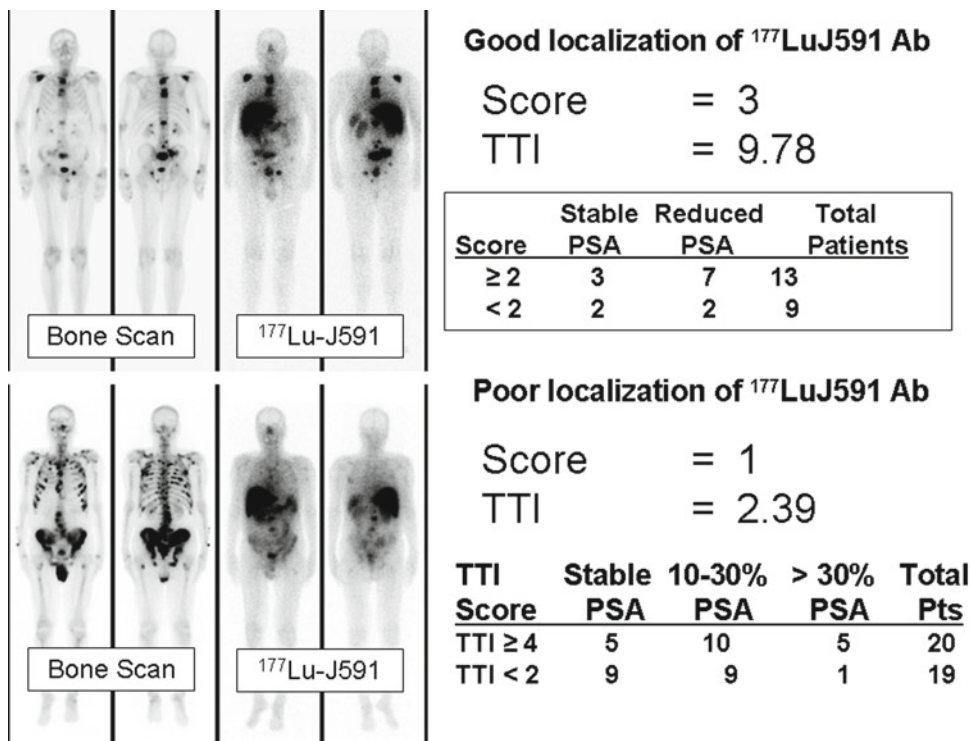 Good localization of ¹⁷⁷LuJ591 Ab
Score = 3
TTI = 9.78
Stable Reduced Total
Score PSA PSA Patients
≥ 2 3 7 13
< 2 2 2 9
Bone Scan
¹⁷⁷Lu-J591
Poor localization of ¹⁷⁷LuJ591 Ab
Score = 1
TTI = 2.39
TTI Stable 10-30% > 30% Total
Score PSA PSA PSA Pts
TTI ≥ 4 5 10 5 20
TTI < 2 9 9 1 19
Bone Scan
¹⁷⁷Lu-J591